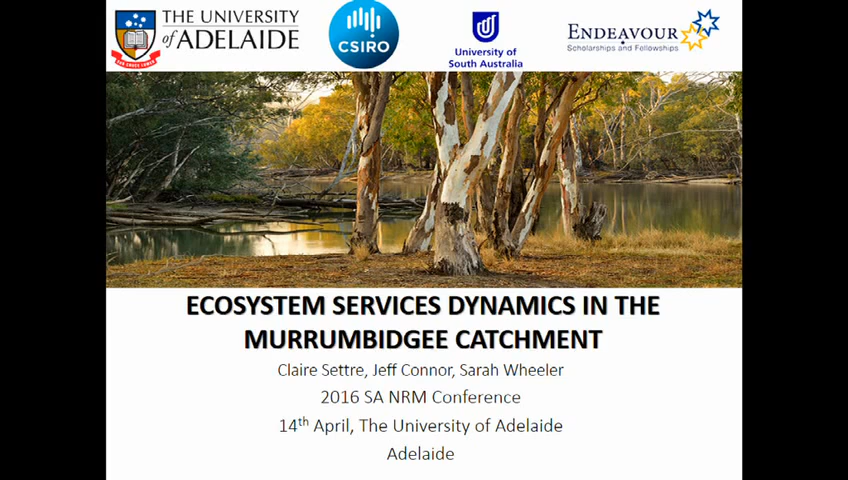 THE UNIVERSITY
of ADELAIDE
CSIRO
University of
South Australia
ENDEAVOUR
Scholarships and Fellowships
ECOSYSTEM SERVICES DYNAMICS IN THE
MURRUMBIDGEE CATCHMENT
Claire Settre, Jeff Connor, Sarah Wheeler
2016 SA NRM Conference
14th April, The University of Adelaide
Adelaide